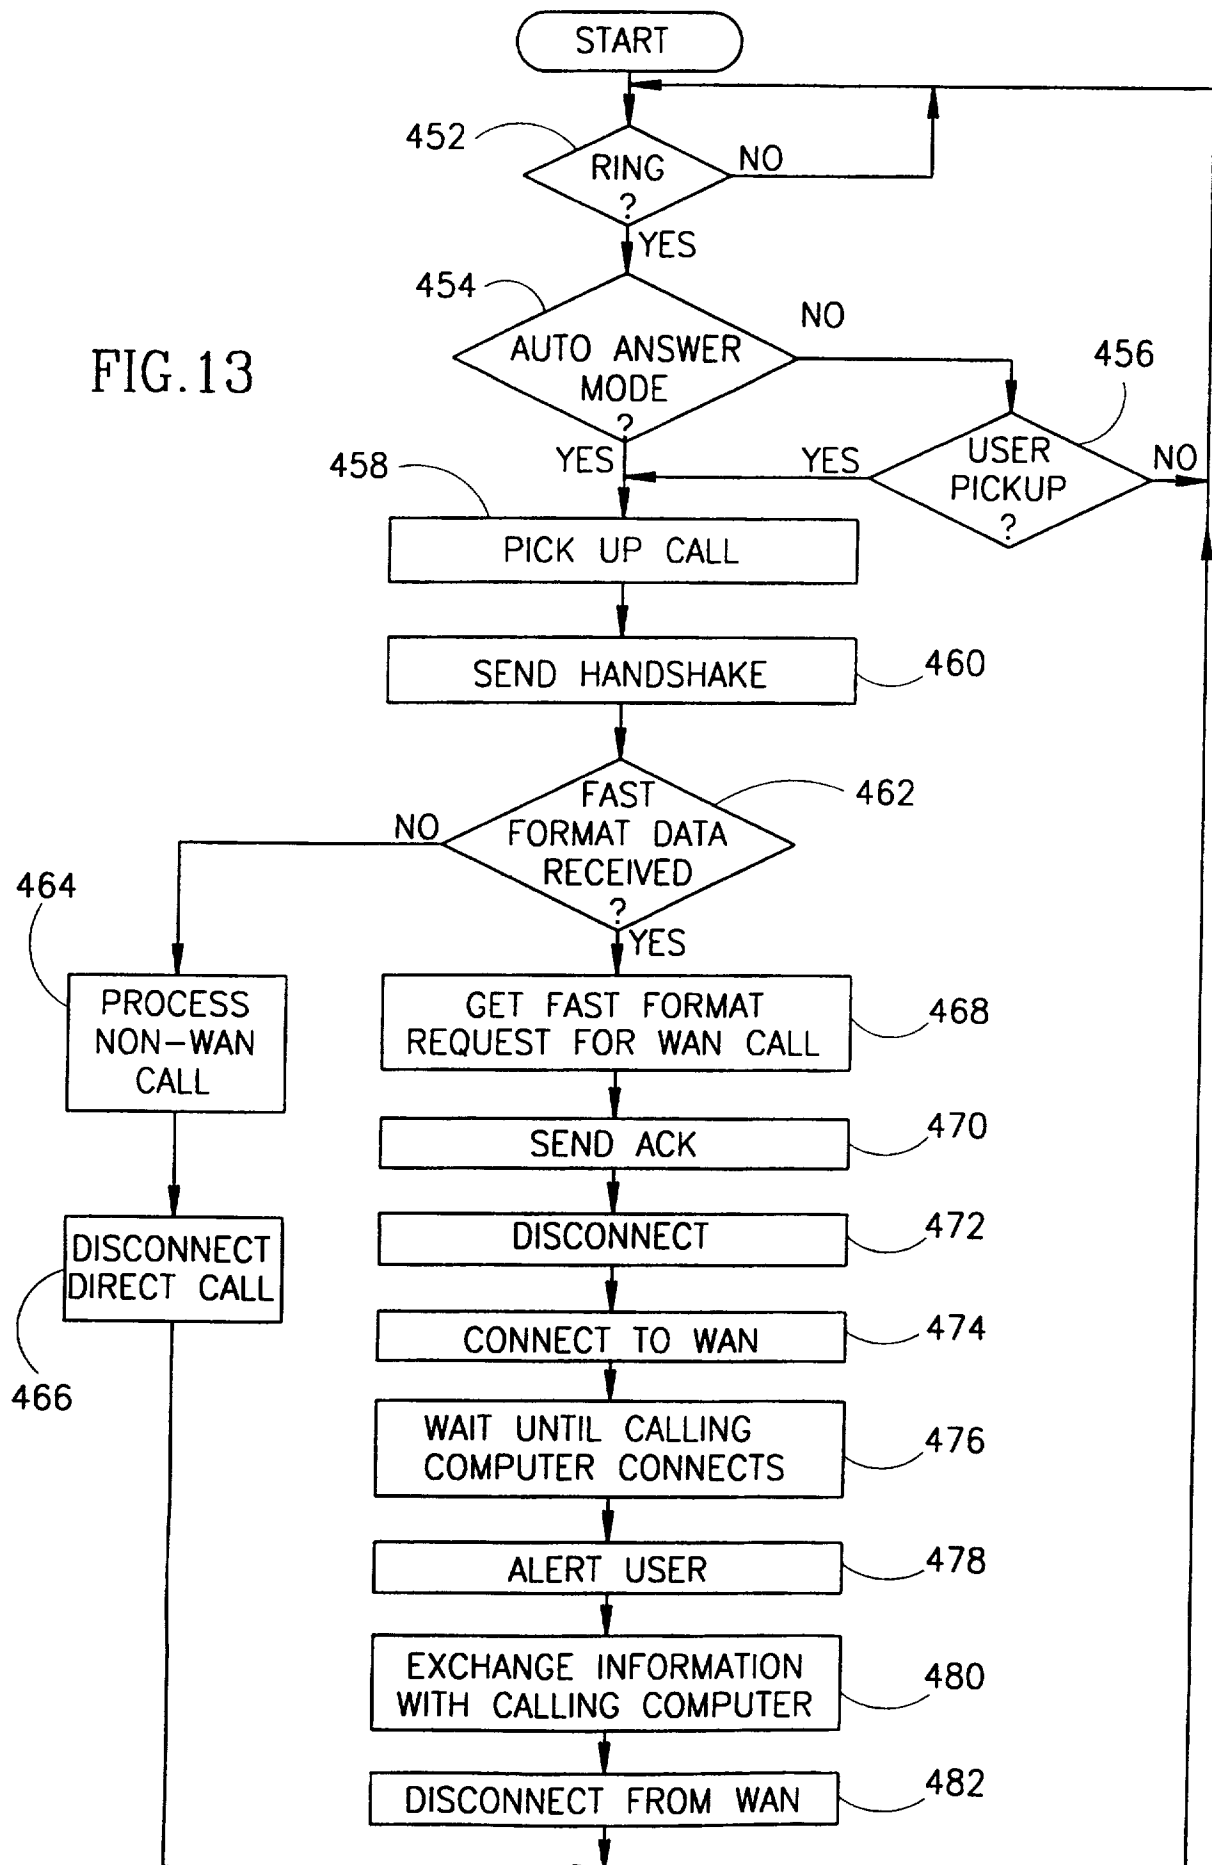 START
452
RING
?
NO
YES
454
AUTO ANSWER
MODE
?
NO
FIG.13
456
USER
PICKUP
?
YES
NO
YES
458
PICK UP CALL
SEND HANDSHAKE
460
462
FAST
FORMAT DATA
RECEIVED
?
NO
YES
464
PROCESS
NON-WAN
CALL
GET FAST FORMAT
REQUEST FOR WAN CALL
468
SEND ACK
470
DISCONNECT
DIRECT CALL
466
DISCONNECT
472
CONNECT TO WAN
474
WAIT UNTIL CALLING
COMPUTER CONNECTS
476
ALERT USER
478
EXCHANGE INFORMATION
WITH CALLING COMPUTER
480
DISCONNECT FROM WAN
482